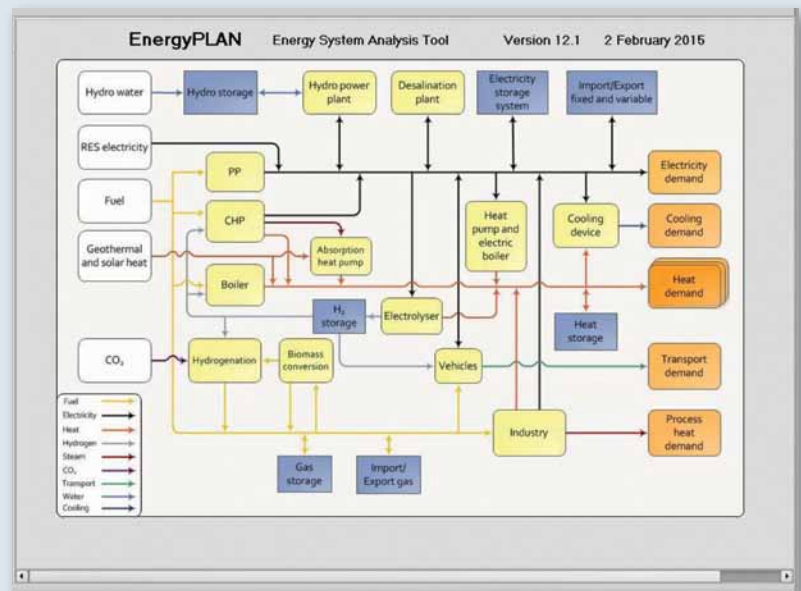 EnergyPLAN Energy System Analysis Tool Version 12.1 2 February 2015
Hydro water
Hydro storage
Hydro power
plant
Desalination
plant
Electricity
storage
system
Import/Export
fixed and variable
RES electricity
PP
Electricity
demand
Fuel
CHP
Heat
pump and
electric
boiler
Cooling
device
Cooling
demand
Geothermal
and solar heat
Absorption
heat pump
Boiler
Heat
demand
H₂
storage
Electrolyser
Heat
storage
CO₂
Hydrogenation
Biomass
conversion
Vehicles
Transport
demand
Fuel
Electricity
Heat
Hydrogen
Steam
CO₂
Transport
Water
Cooling
Industry
Process
heat
demand
Gas
storage
Import/
Export gas